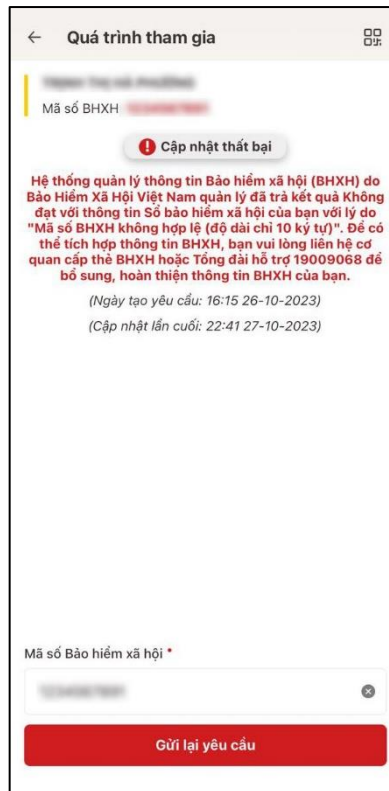 Quá trình tham gia
Mã số BHXH
Cập nhật thất bại
Hệ thống quản lý thông tin Bảo hiểm xã hội (BHXH) do
Bảo Hiểm Xã Hội Việt Nam quản lý đã trả kết quả Không
đạt với thông tin Sổ bảo hiểm xã hội của bạn với lý do
"Mã số BHXH không hợp lệ (độ dài chỉ 10 ký tự)". Để có
thể tích hợp thông tin BHXH, bạn vui lòng liên hệ cơ
quan cấp thẻ BHXH hoặc Tổng đài hỗ trợ 19009068 để
bổ sung, hoàn thiện thông tin BHXH của bạn.
(Ngày tạo yêu cầu: 16:15 26-10-2023)
(Cập nhật lần cuối: 22:41 27-10-2023)
Mã số Bảo hiểm xã hội *
Gửi lại yêu cầu